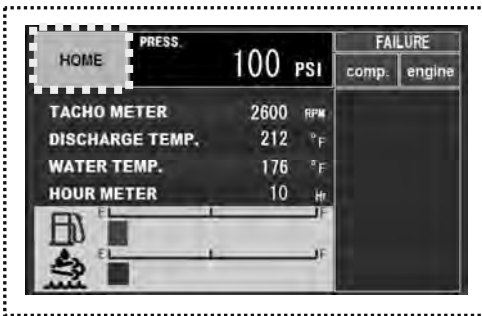 HOME PRESS. 100 PSI FAILURE
comp. engine
TACHO METER 2600 RPM
DISCHARGE TEMP. 212 °F
WATER TEMP. 176 °F
HOUR METER 10 Hr
E F
E F